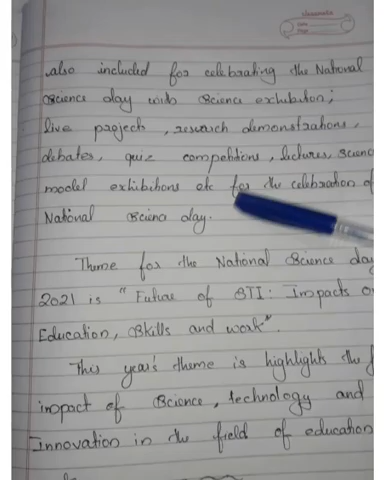 classmate
Date
Page
also included for celebrating the National
Science day with Science exhibition;
live projects, research demonstrations,
debates, quiz competitions, lectures, Science
model exhibitions etc for the celebration of
National Science day.
Theme for the National Science day
2021 is "Future of STI: Impacts on
Education, Skills and work".
This year's theme is highlights the
impact of Science, technology and
Innovation in the field of education